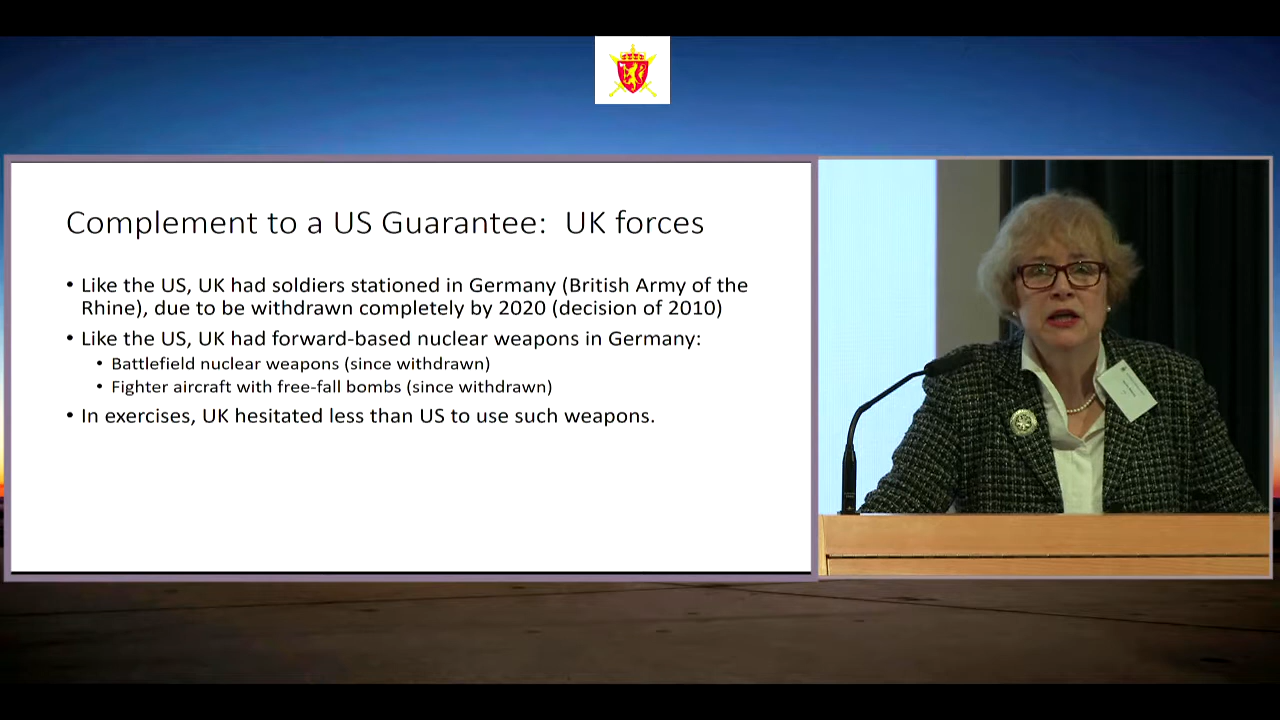 Complement to a US Guarantee: UK forces
• Like the US, UK had soldiers stationed in Germany (British Army of the
Rhine), due to be withdrawn completely by 2020 (decision of 2010)
• Like the US, UK had forward-based nuclear weapons in Germany:
• Battlefield nuclear weapons (since withdrawn)
• Fighter aircraft with free-fall bombs (since withdrawn)
• In exercises, UK hesitated less than US to use such weapons.